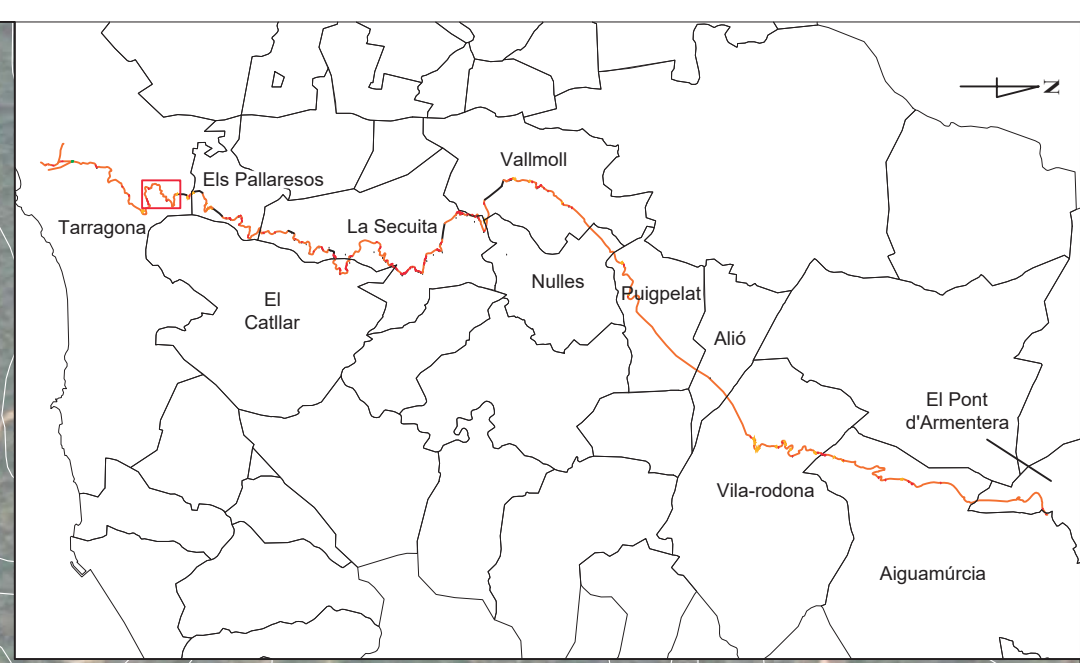 N
Vallmoll
Els Pallaresos
Tarragona
La Secuita
El
Catllar
Nulles
Puigpelat
Alió
El Pont
d'Armentera
Vila-rodona
Aiguamúrcia